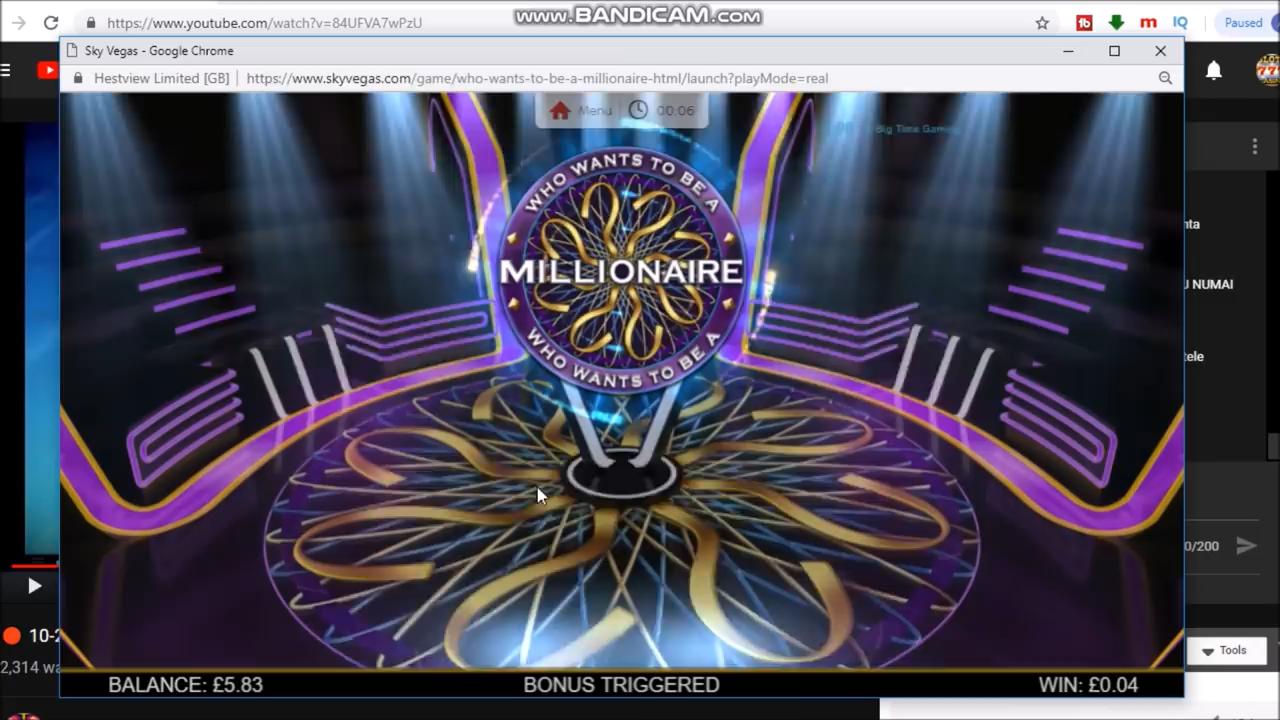 https://www.youtube.com/watch?v=84UFVA7wPzU
www.BANDICAM.com
Paused
Sky Vegas - Google Chrome
Hestview Limited [GB]
https://www.skyvegas.com/game/who-wants-to-be-a-millionaire-html/launch?playMode=real
Menu
00:06
Big Time Gaming
WHO WANTS TO BE A
MILLIONAIRE
WHO WANTS TO BE A
nta
NUMAI
tele
0/200
10-2
2,314 wa
Tools
BALANCE: £5.83
BONUS TRIGGERED
WIN: £0.04